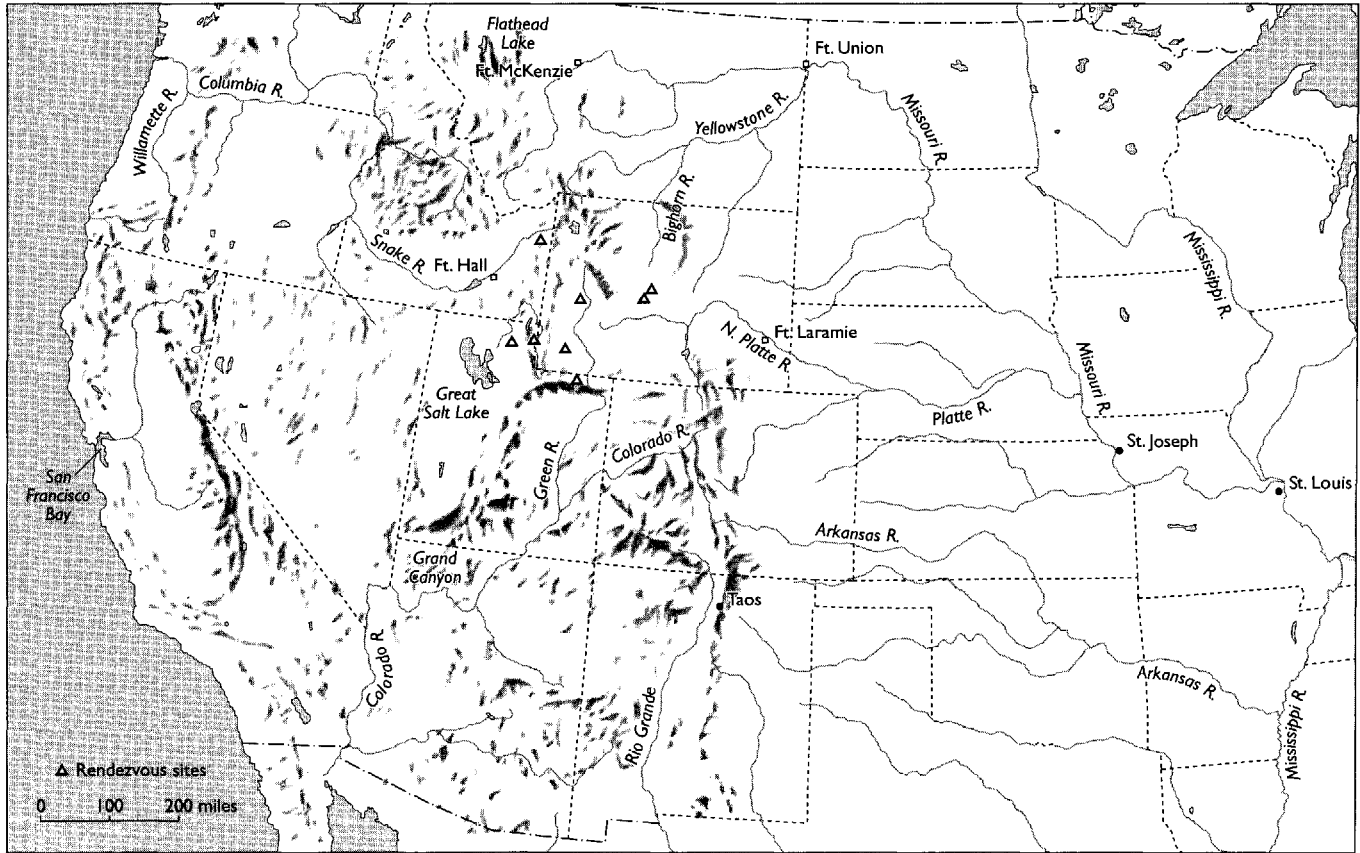 Flathead
Lake
Ft. Union
Ft. McKenzie
Columbia R.
Willamette R.
Yellowstone R.
Missouri R.
Bighorn R.
Snake R.
Ft. Hall
Mississippi R.
N. Platte R.
Ft. Laramie
Missouri R.
Great
Salt Lake
Platte R.
Colorado R.
Green R.
St. Joseph
St. Louis
San
Francisco
Bay
Arkansas R.
Grand
Canyon
Taos
Colorado R.
Arkansas R.
Rio Grande
Mississippi R.
Rendezvous sites
0 100 200 miles